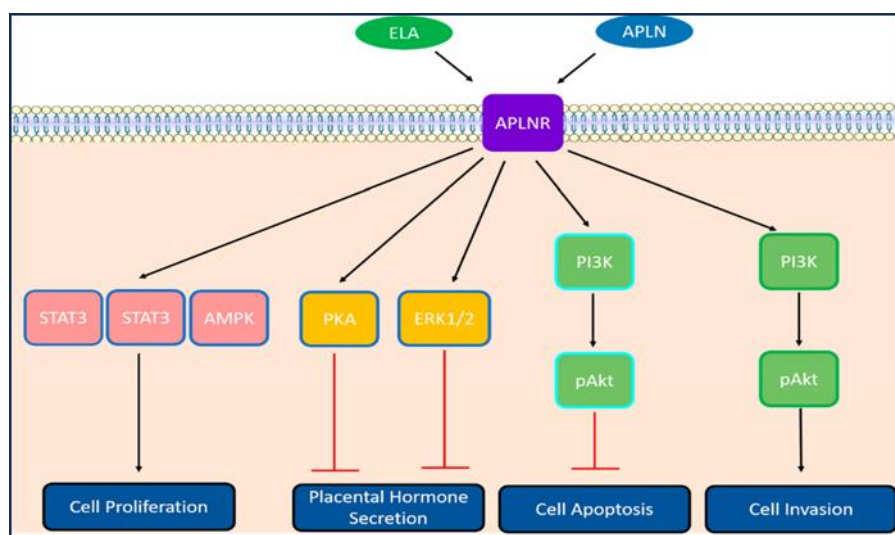 ELA
APLN
APLNR
PI3K
PI3K
STAT3
STAT3
AMPK
PKA
ERK1/2
pAkt
pAkt
Cell Proliferation
Placental Hormone
Secretion
Cell Apoptosis
Cell Invasion